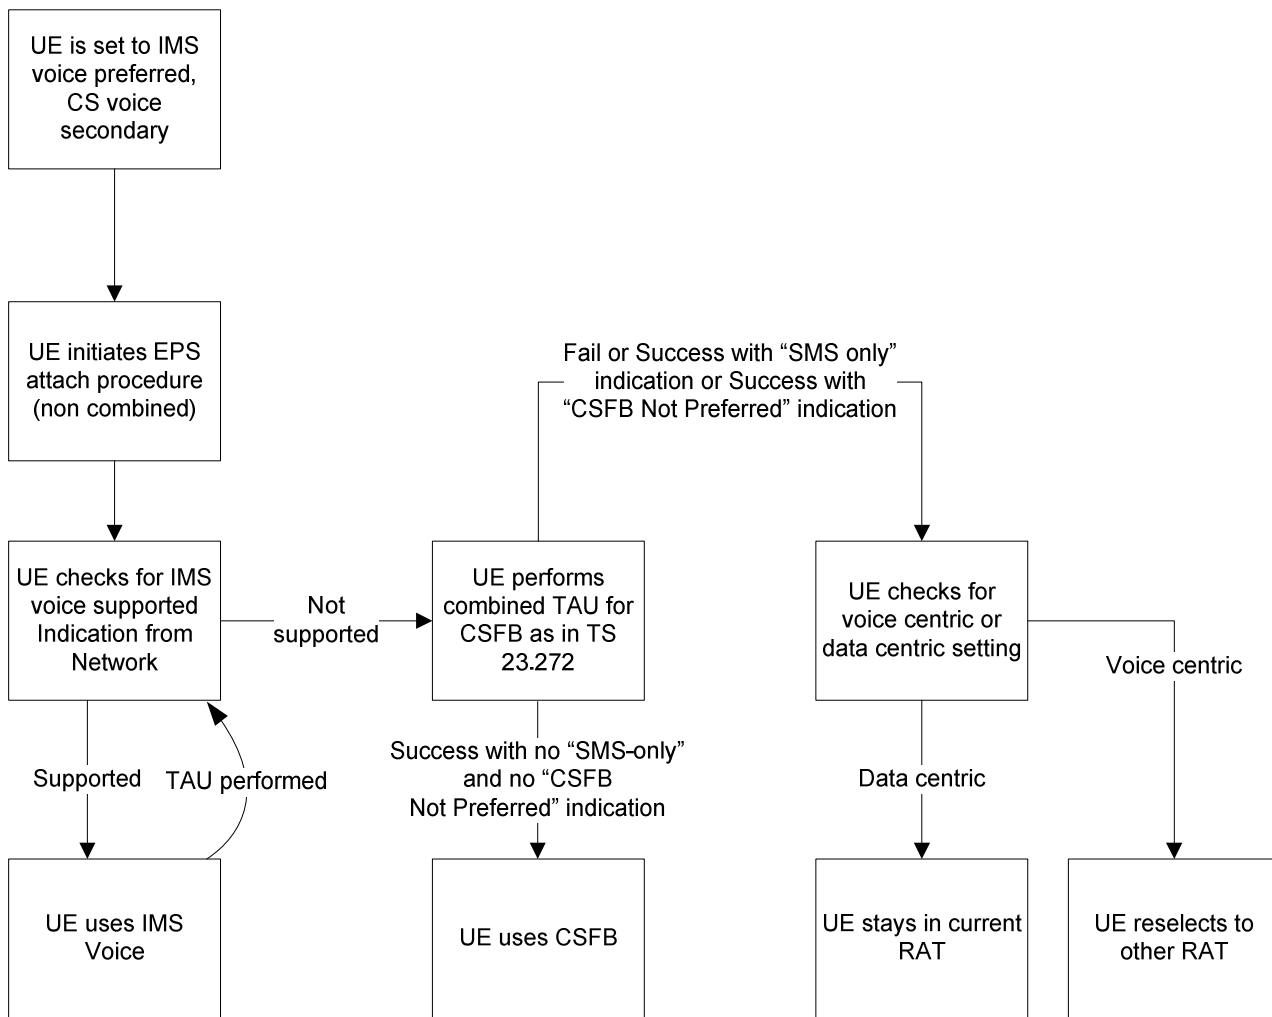 UE is set to IMS
voice preferred,
CS voice
secondary
UE initiates EPS
attach procedure
(non combined)
Fail or Success with “SMS only”
indication or Success with
“CSFB Not Preferred” indication
UE checks for IMS
voice supported
Indication from
Network
Not
supported
UE performs
combined TAU for
CSFB as in TS
23.272
UE checks for
voice centric or
data centric setting
Voice centric
Supported
TAU performed
Success with no “SMS-only”
and no “CSFB
Not Preferred” indication
Data centric
UE uses IMS
Voice
UE uses CSFB
UE stays in current
RAT
UE reselects to
other RAT